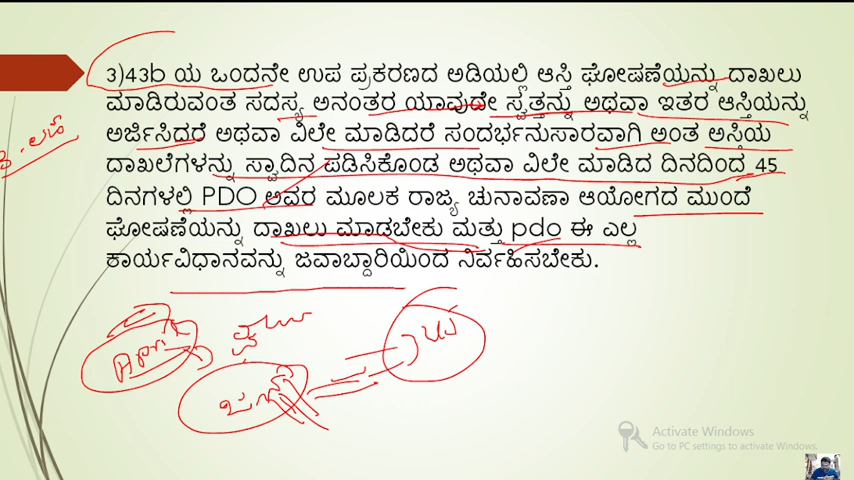 3)43b ಯ ಒಂದನೇ ಉಪ ಪ್ರಕರಣದ ಅಡಿಯಲ್ಲಿ ಆಸ್ತಿ ಘೋಷಣೆಯನ್ನು ದಾಖಲು
ಮಾಡಿರುವಂತ ಸದಸ್ಯ ಅನಂತರ ಯಾವುದೇ ಸ್ವತ್ತನ್ನು ಅಥವಾ ಇತರ ಆಸ್ತಿಯನ್ನು
ಅರ್ಜಿಸಿದರೆ ಅಥವಾ ವಿಲೇ ಮಾಡಿದರೆ ಸಂದರ್ಭನುಸಾರವಾಗಿ ಅಂತ ಅಸ್ತಿಯ
ದಾಖಲೆಗಳನ್ನು ಸ್ವಾದಿನ ಪಡಿಸಿಕೊಂಡ ಅಥವಾ ವಿಲೇ ಮಾಡಿದ ದಿನದಿಂದ 45
ದಿನಗಳಲ್ಲಿ PDO ಅವರ ಮೂಲಕ ರಾಜ್ಯ ಚುನಾವಣಾ ಆಯೋಗದ ಮುಂದೆ
ಘೋಷಣೆಯನ್ನು ದಾಖಲು ಮಾಡಬೇಕು ಮತ್ತು pdo ಈ ಎಲ್ಲ
ಕಾರ್ಯವಿಧಾನವನ್ನು ಜವಾಬ್ದಾರಿಯಿಂದ ನಿರ್ವಹಿಸಬೇಕು.
April
Activate Windows
Go to PC settings to activate Windows.